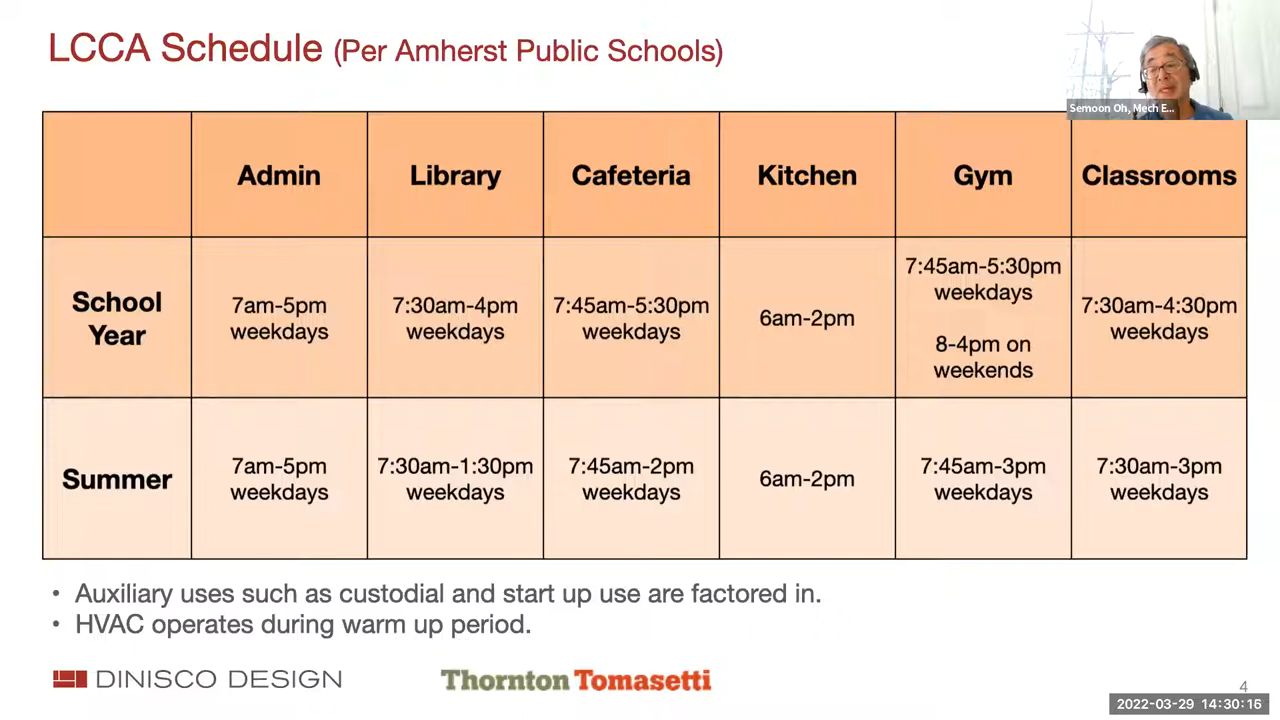 LCCA Schedule (Per Amherst Public Schools)
Semoon Oh, Mech E...
Admin
Library
Cafeteria
Kitchen
Gym
Classrooms
School
Year
7am-5pm
weekdays
7:30am-4pm
weekdays
7:45am-5:30pm
weekdays
6am-2pm
7:45am-5:30pm
weekdays
8-4pm on
weekends
7:30am-4:30pm
weekdays
Summer
7am-5pm
weekdays
7:30am-1:30pm
weekdays
7:45am-2pm
weekdays
6am-2pm
7:45am-3pm
weekdays
7:30am-3pm
weekdays
• Auxiliary uses such as custodial and start up use are factored in.
• HVAC operates during warm up period.
DINISCO DESIGN
Thornton Tomasetti
4
2022-03-29 14:30:16